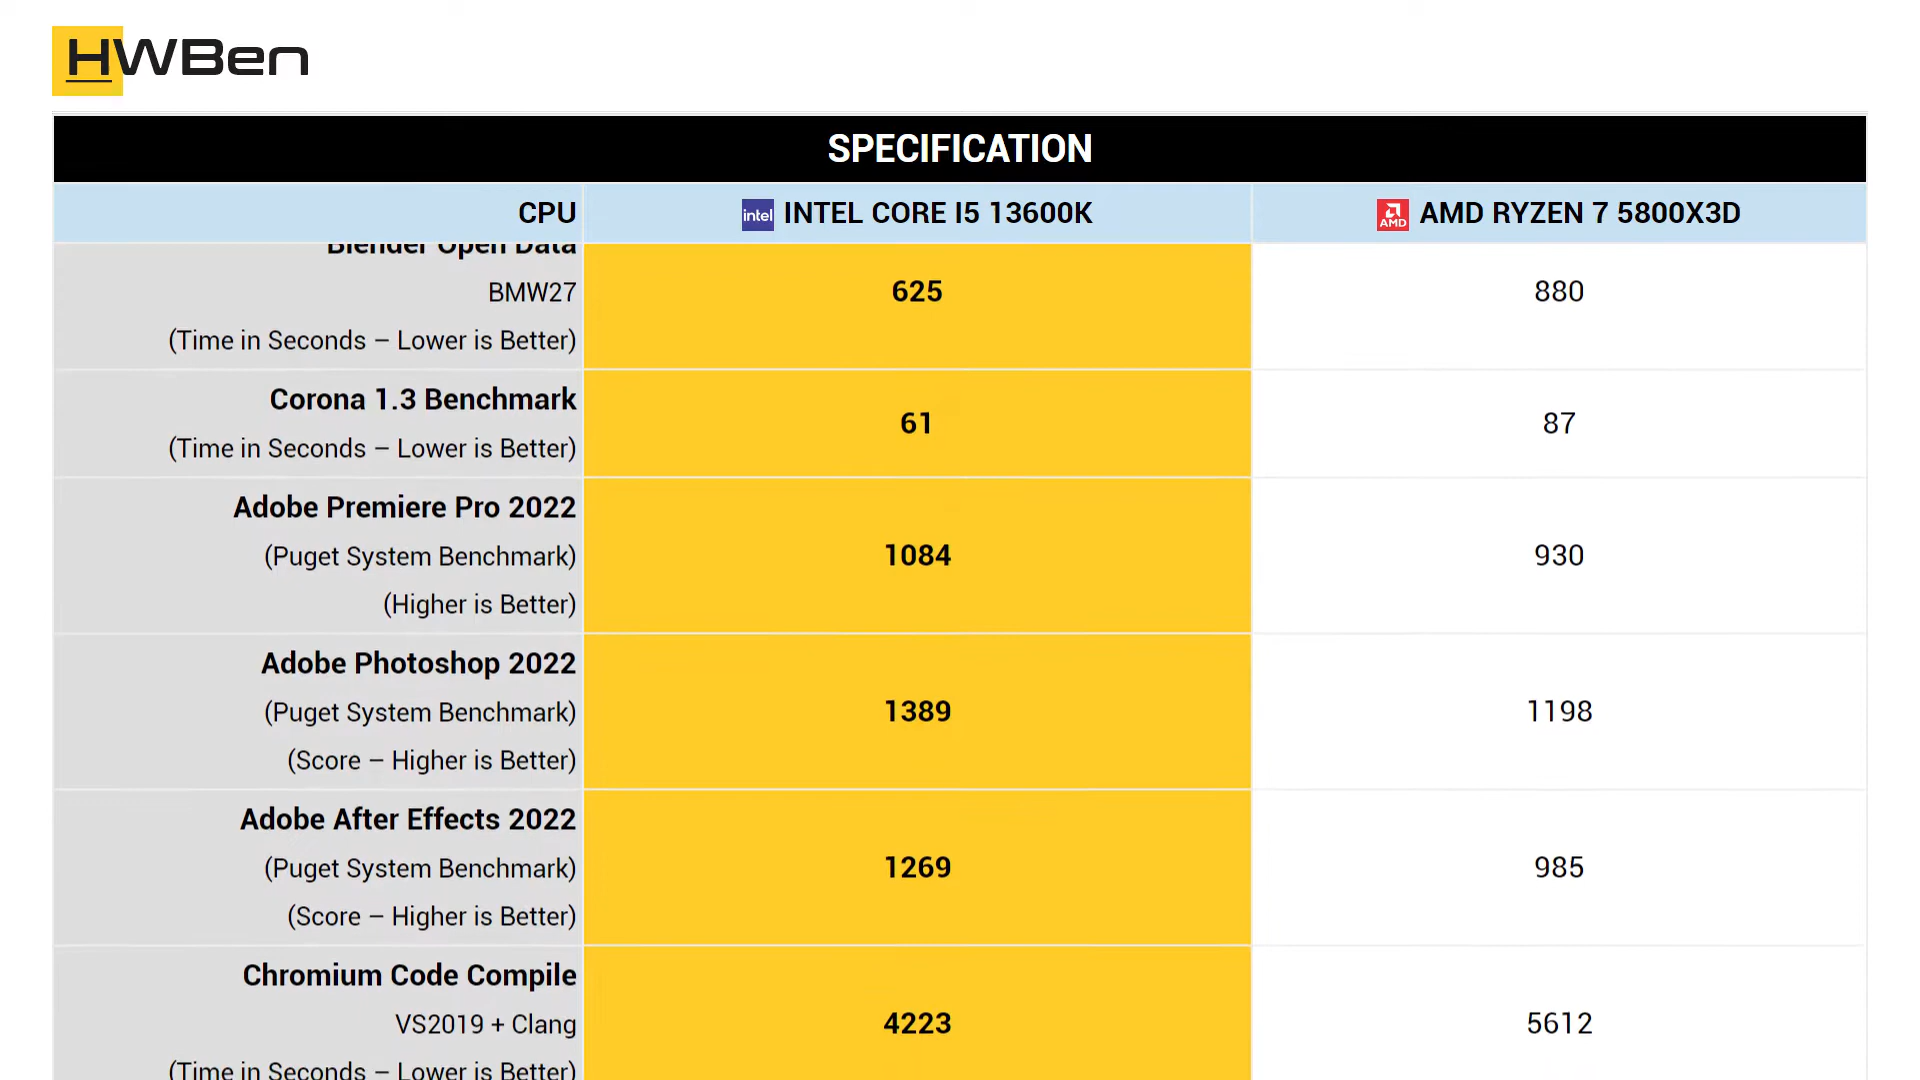 HWBen
SPECIFICATION
CPU intel INTEL CORE I5 13600K AMD AMD RYZEN 7 5800X3D
Blender Open Data
BMW27 625 880
(Time in Seconds – Lower is Better)
Corona 1.3 Benchmark
61 87
(Time in Seconds – Lower is Better)
Adobe Premiere Pro 2022
(Puget System Benchmark) 1084 930
(Higher is Better)
Adobe Photoshop 2022
(Puget System Benchmark) 1389 1198
(Score – Higher is Better)
Adobe After Effects 2022
(Puget System Benchmark) 1269 985
(Score – Higher is Better)
Chromium Code Compile
VS2019 + Clang 4223 5612
(Time in Seconds – Lower is Better)